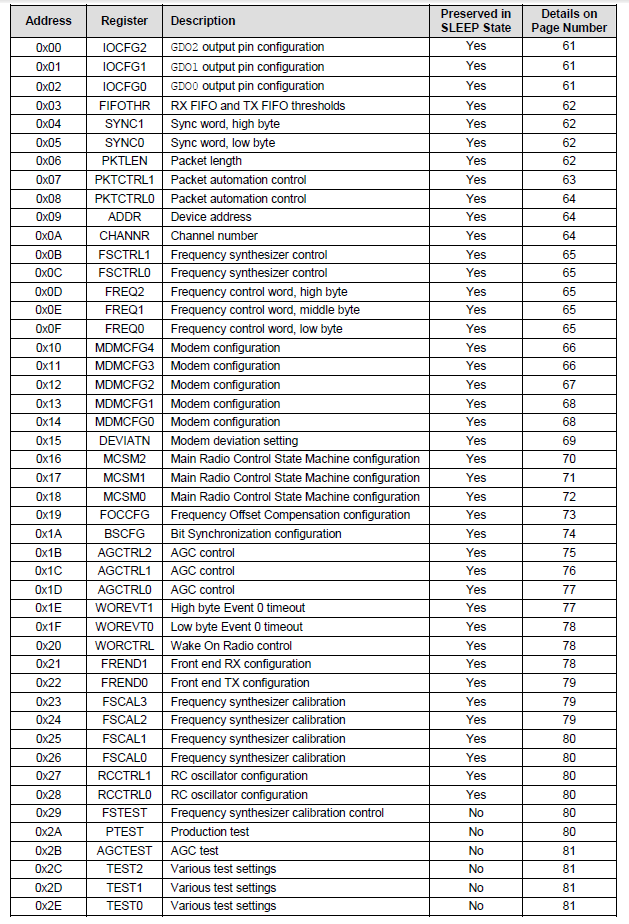 Address Register Description Preserved in SLEEP State Details on Page Number
0x00 IOCFG2 GDO2 output pin configuration Yes 61
0x01 IOCFG1 GDO1 output pin configuration Yes 61
0x02 IOCFG0 GDO0 output pin configuration Yes 61
0x03 FIFOTHR RX FIFO and TX FIFO thresholds Yes 62
0x04 SYNC1 Sync word, high byte Yes 62
0x05 SYNC0 Sync word, low byte Yes 62
0x06 PKTLEN Packet length Yes 62
0x07 PKTCTRL1 Packet automation control Yes 63
0x08 PKTCTRL0 Packet automation control Yes 64
0x09 ADDR Device address Yes 64
0x0A CHANNR Channel number Yes 64
0x0B FSCTRL1 Frequency synthesizer control Yes 65
0x0C FSCTRL0 Frequency synthesizer control Yes 65
0x0D FREQ2 Frequency control word, high byte Yes 65
0x0E FREQ1 Frequency control word, middle byte Yes 65
0x0F FREQ0 Frequency control word, low byte Yes 65
0x10 MDMCFG4 Modem configuration Yes 66
0x11 MDMCFG3 Modem configuration Yes 66
0x12 MDMCFG2 Modem configuration Yes 67
0x13 MDMCFG1 Modem configuration Yes 68
0x14 MDMCFG0 Modem configuration Yes 68
0x15 DEVIATN Modem deviation setting Yes 69
0x16 MCSM2 Main Radio Control State Machine configuration Yes 70
0x17 MCSM1 Main Radio Control State Machine configuration Yes 71
0x18 MCSM0 Main Radio Control State Machine configuration Yes 72
0x19 FOCCFG Frequency Offset Compensation configuration Yes 73
0x1A BSCFG Bit Synchronization configuration Yes 74
0x1B AGCTRL2 AGC control Yes 75
0x1C AGCTRL1 AGC control Yes 76
0x1D AGCTRL0 AGC control Yes 77
0x1E WOREVT1 High byte Event 0 timeout Yes 77
0x1F WOREVT0 Low byte Event 0 timeout Yes 78
0x20 WORCTRL Wake On Radio control Yes 78
0x21 FREND1 Front end RX configuration Yes 78
0x22 FREND0 Front end TX configuration Yes 79
0x23 FSCAL3 Frequency synthesizer calibration Yes 79
0x24 FSCAL2 Frequency synthesizer calibration Yes 79
0x25 FSCAL1 Frequency synthesizer calibration Yes 80
0x26 FSCAL0 Frequency synthesizer calibration Yes 80
0x27 RCCTRL1 RC oscillator configuration Yes 80
0x28 RCCTRL0 RC oscillator configuration Yes 80
0x29 FSTEST Frequency synthesizer calibration control No 80
0x2A PTEST Production test No 80
0x2B AGCTEST AGC test No 81
0x2C TEST2 Various test settings No 81
0x2D TEST1 Various test settings No 81
0x2E TEST0 Various test settings No 81